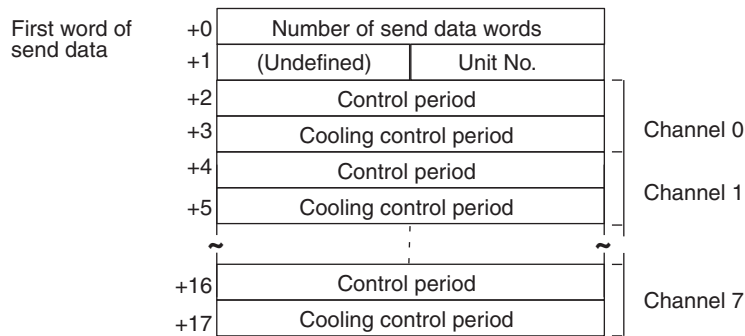 First word of
send data
+0 Number of send data words
+1 (Undefined) Unit No.
+2 Control period
+3 Cooling control period
Channel 0
+4 Control period
+5 Cooling control period
Channel 1
~ ~
+16 Control period
+17 Cooling control period
Channel 7